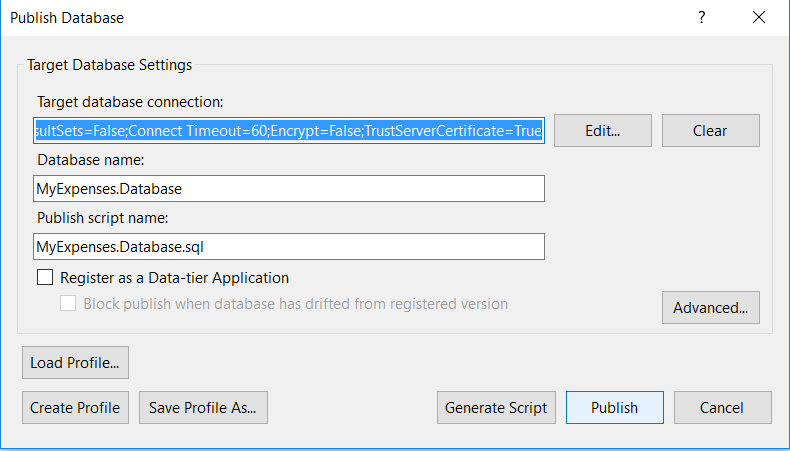 Publish Database
?
Target Database Settings
Target database connection:
sultSets=False;Connect Timeout=60;Encrypt=False;TrustServerCertificate=True
Edit...
Clear
Database name:
MyExpenses.Database
Publish script name:
MyExpenses.Database.sql
Register as a Data-tier Application
Block publish when database has drifted from registered version
Advanced...
Load Profile...
Create Profile
Save Profile As...
Generate Script
Publish
Cancel